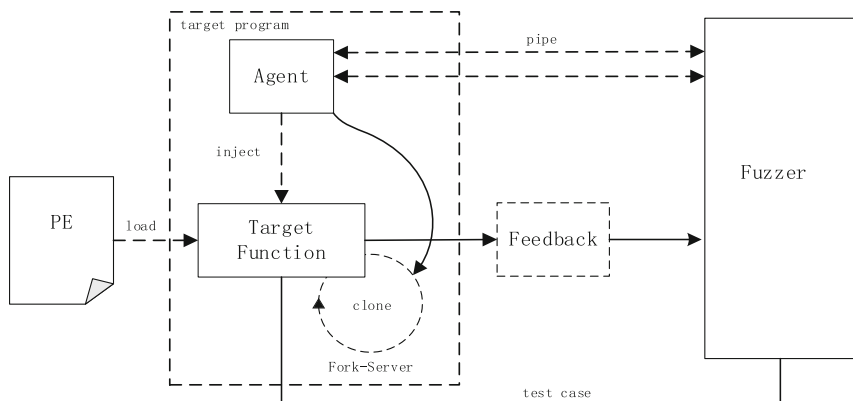 target program
pipe
Agent
inject
Fuzzer
PE
load
Target
Function
Feedback
clone
Fork-Server
test case